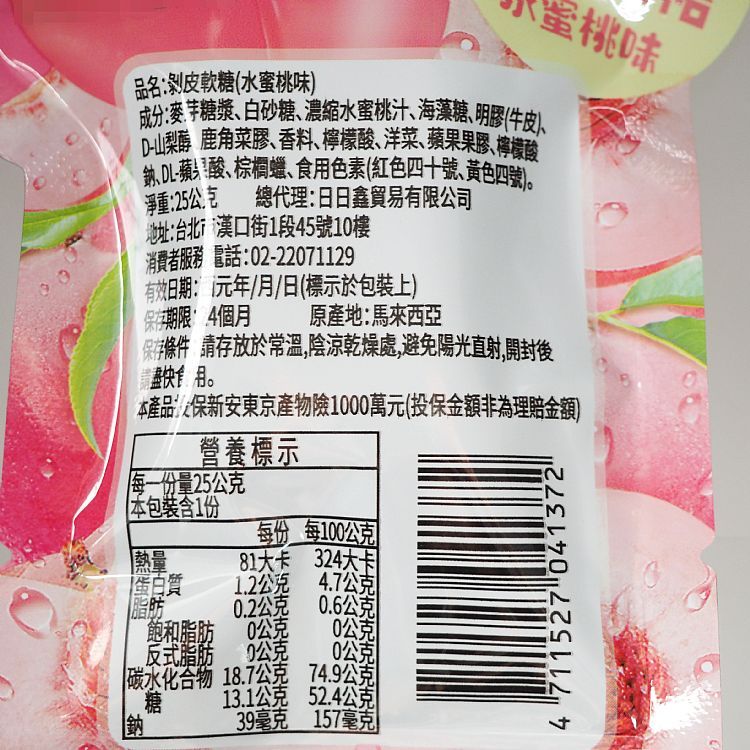 水蜜桃味
品名:剝皮軟糖(水蜜桃味)
成分:麥芽糖漿、白砂糖、濃縮水蜜桃汁、海藻糖、明膠(牛皮)、
D-山梨醇、鹿角菜膠、香料、檸檬酸、洋菜、蘋果果膠、檸檬酸
鈉、DL-蘋果酸、棕櫚蠟、食用色素(紅色四十號、黃色四號)。
淨重:25公克 總代理:日日鑫貿易有限公司
地址:台北市漢口街1段45號10樓
消費者服務電話:02-22071129
有效日期:西元年/月/日(標示於包裝上)
保存期限: 4個月 原產地:馬來西亞
保存條件:請存放於常溫,陰涼乾燥處,避免陽光直射,開封後
請盡快食用。
本產品投保新安東京產物險1000萬元(投保金額非為理賠金額)
營養標示
每一份量25公克
本包裝含1份
每份 每100公克
熱量 81大卡 324大卡
蛋白質 1.2公克 4.7公克
脂肪 0.2公克 0.6公克
飽和脂肪 0公克 0公克
反式脂肪 0公克 0公克
碳水化合物 18.7公克 74.9公克
糖 13.1公克 52.4公克
鈉 39毫克 157毫克
4 711527 041372